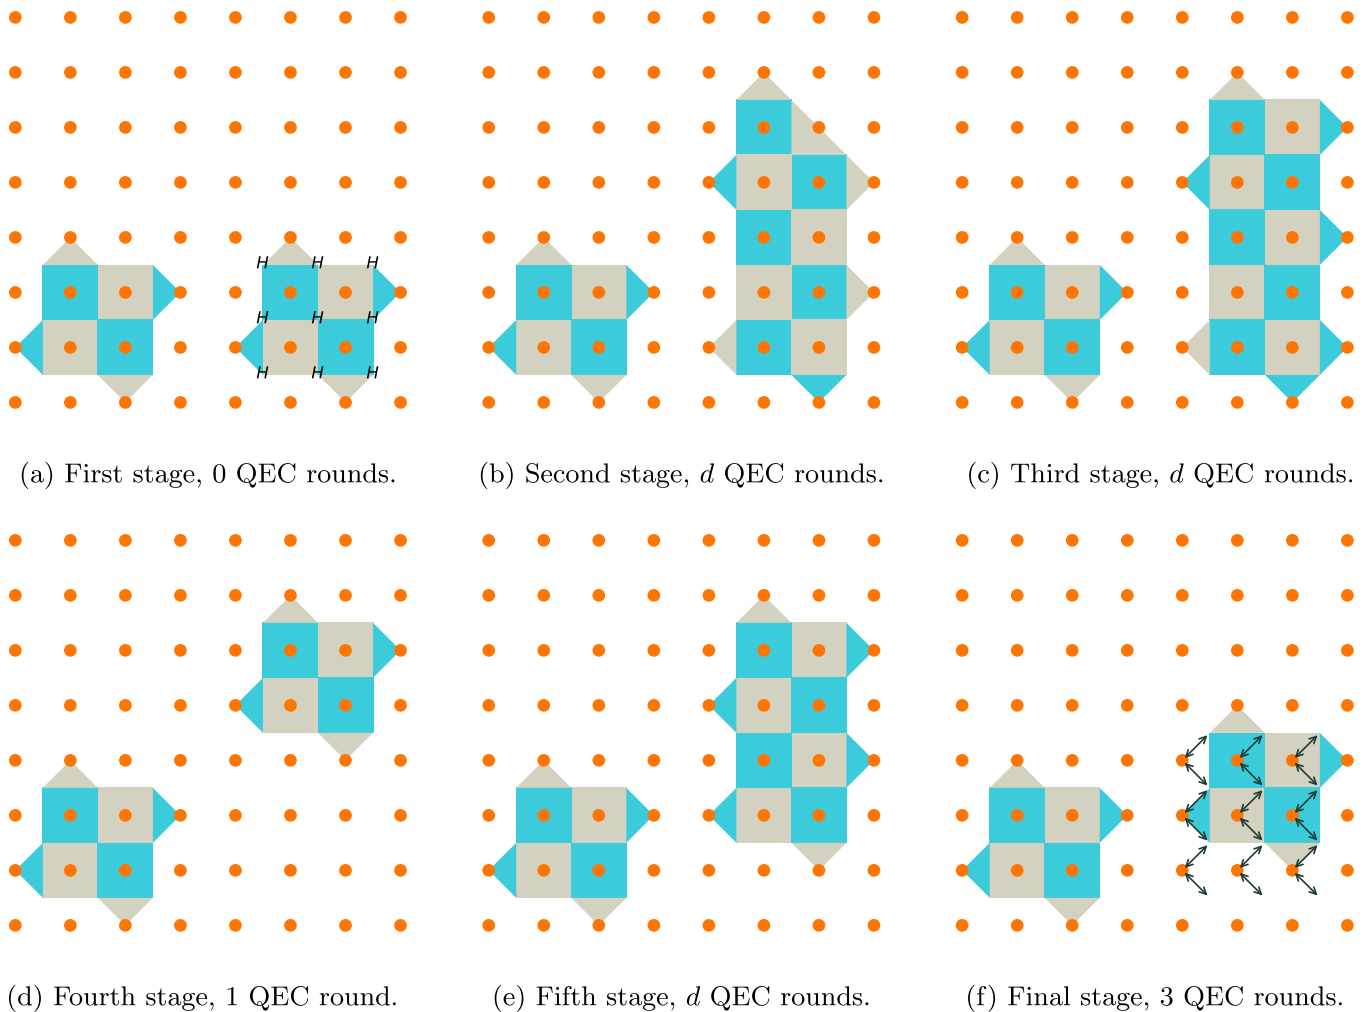 H H H
H H H
H H H
(a) First stage, 0 QEC rounds.
(b) Second stage, d QEC rounds.
(c) Third stage, d QEC rounds.
(d) Fourth stage, 1 QEC round.
(e) Fifth stage, d QEC rounds.
(f) Final stage, 3 QEC rounds.